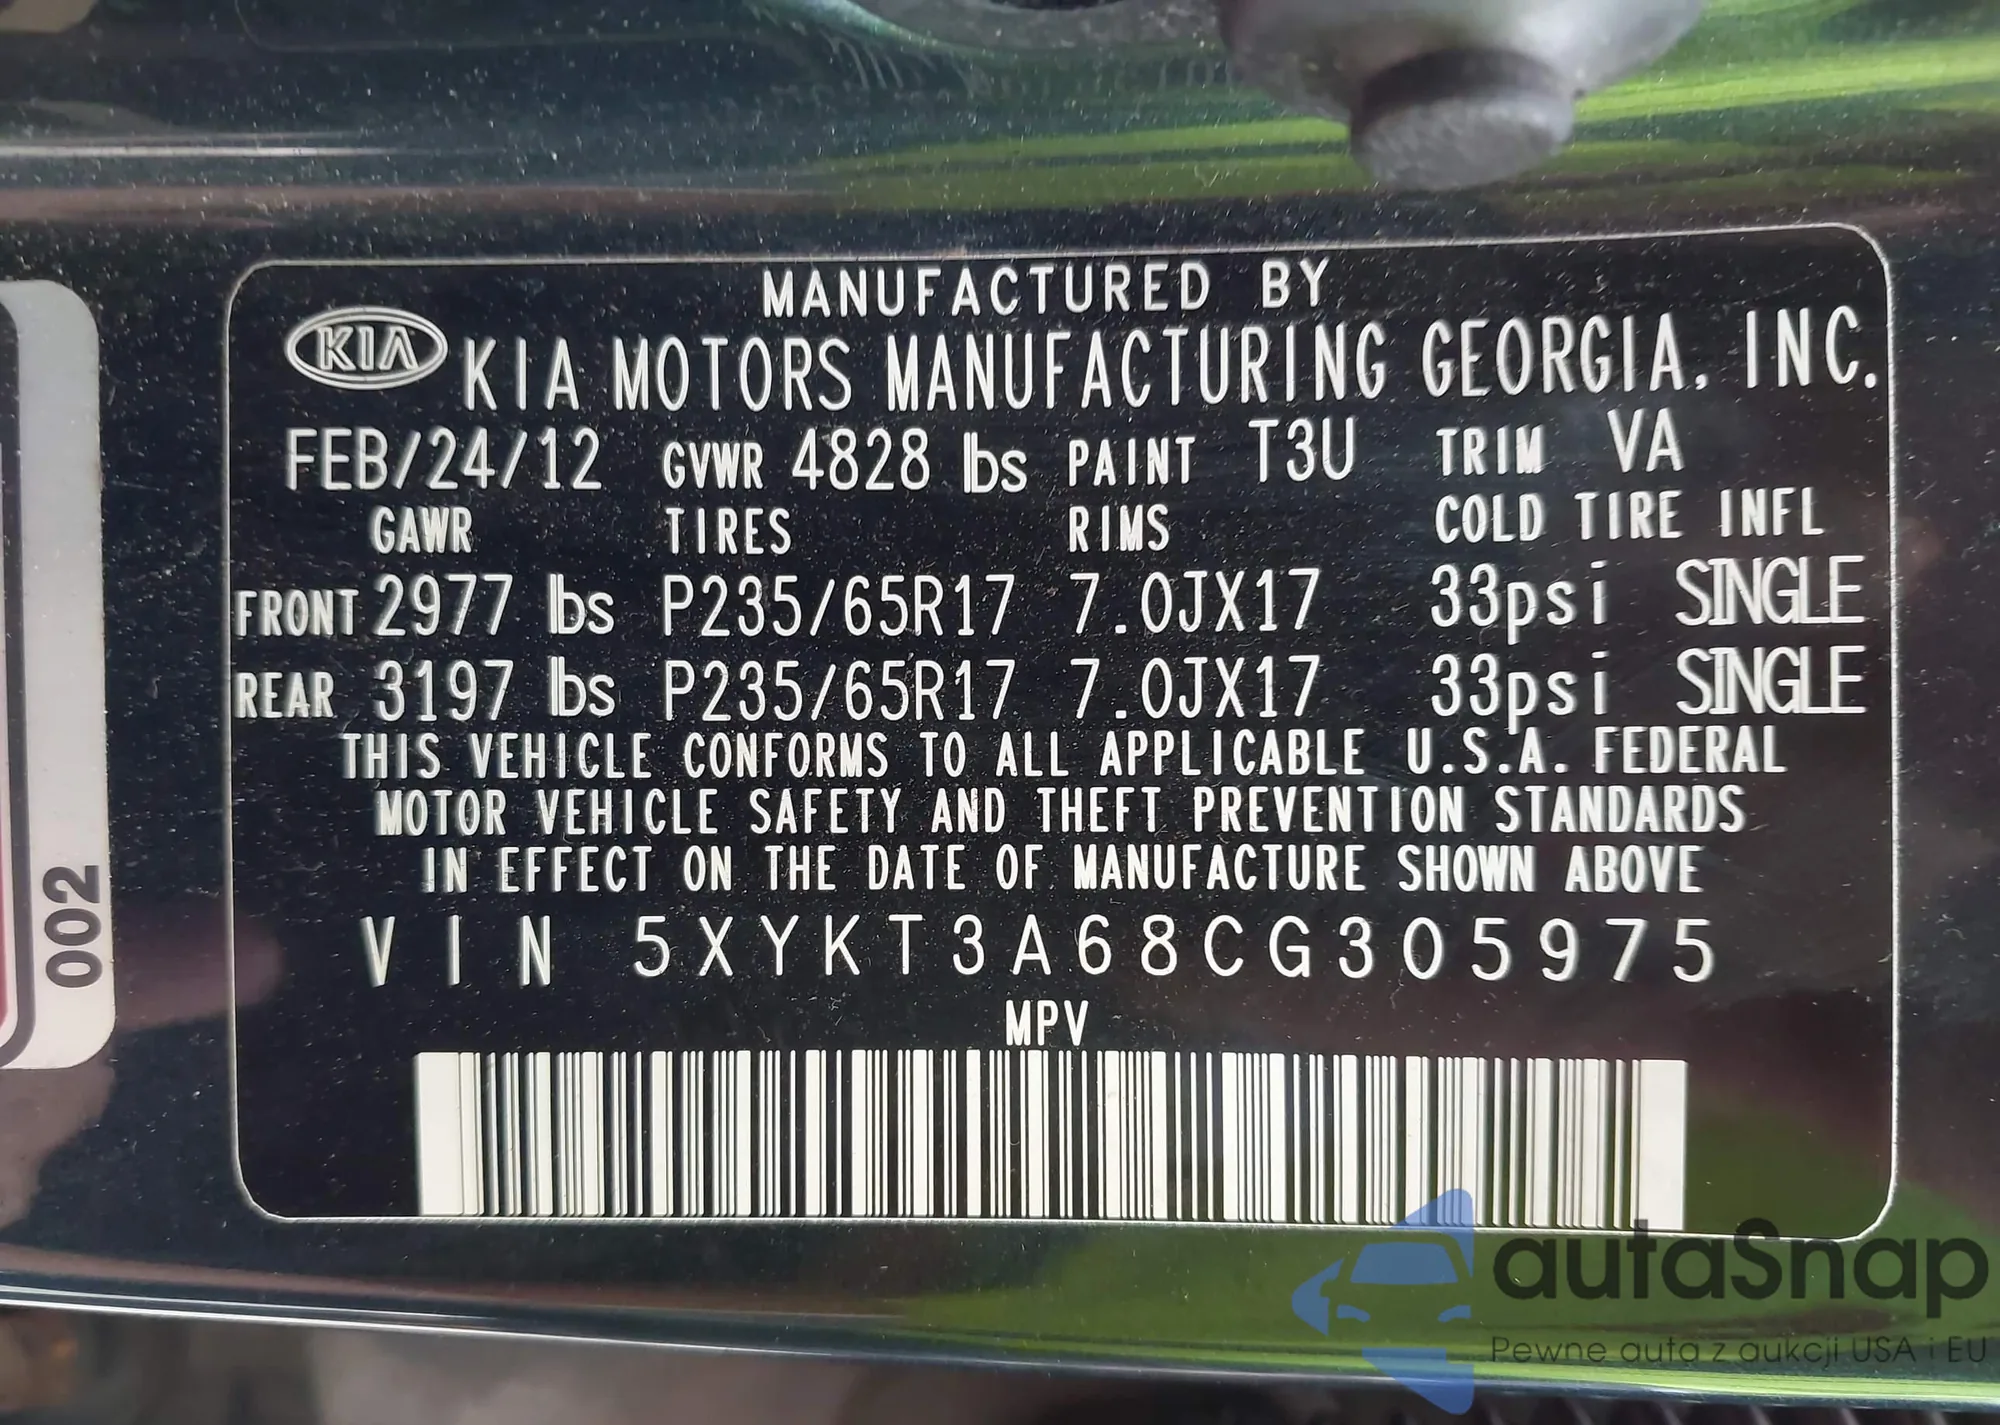 MANUFACTURED BY
KIA KIA MOTORS MANUFACTURING GEORGIA, INC.
FEB/24/12 GVWR 4828 lbs PAINT T3U TRIM VA
GAWR TIRES RIMS COLD TIRE INFL
FRONT 2977 lbs P235/65R17 7.0JX17 33psi SINGLE
REAR 3197 lbs P235/65R17 7.0JX17 33psi SINGLE
THIS VEHICLE CONFORMS TO ALL APPLICABLE U.S.A. FEDERAL
MOTOR VEHICLE SAFETY AND THEFT PREVENTION STANDARDS
IN EFFECT ON THE DATE OF MANUFACTURE SHOWN ABOVE
VIN 5XYKT3A68CG305975
MPV
002
autaSnap
Pewne auta z aukcji USA i EU